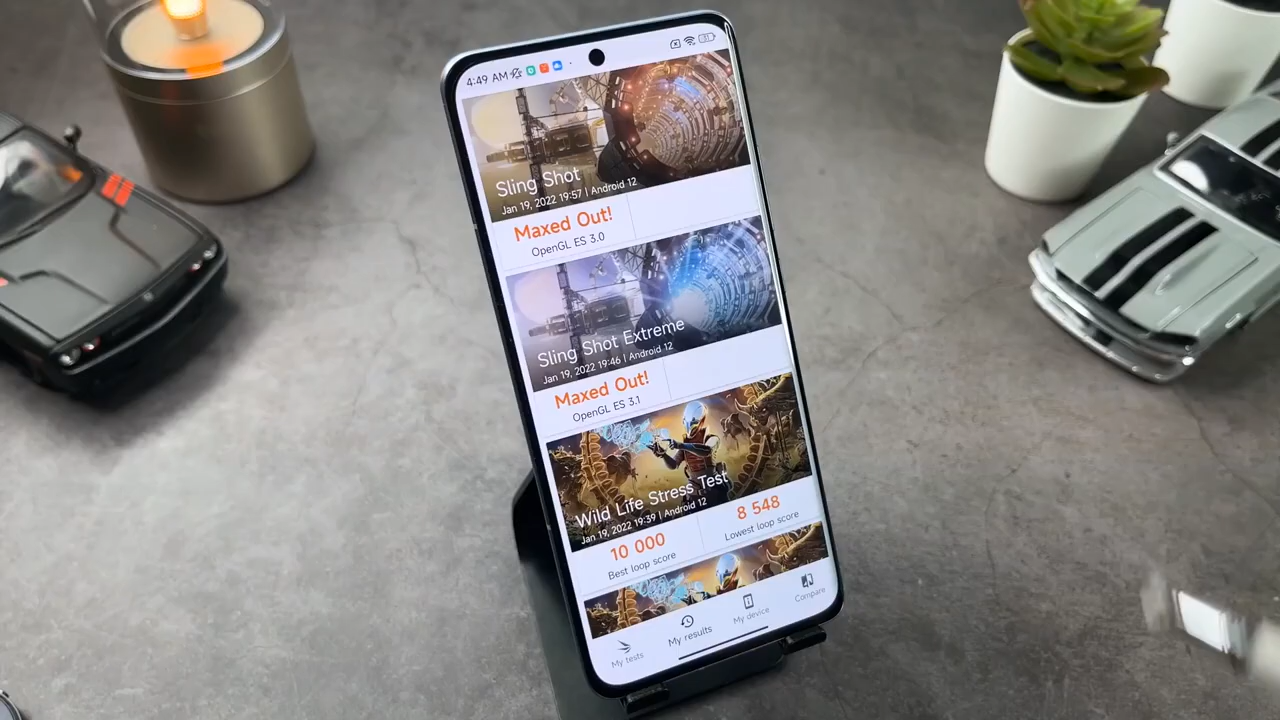 4:49 AM
Sling Shot
Jan 19, 2022 19:57 | Android 12
Maxed Out!
OpenGL ES 3.0
Sling Shot Extreme
Jan 19, 2022 19:46 | Android 12
Maxed Out!
OpenGL ES 3.1
Wild Life Stress Test
Jan 19, 2022 19:39 | Android 12
10 000
8 548
Best loop score
Lowest loop score
My tests
My results
My device
Compare